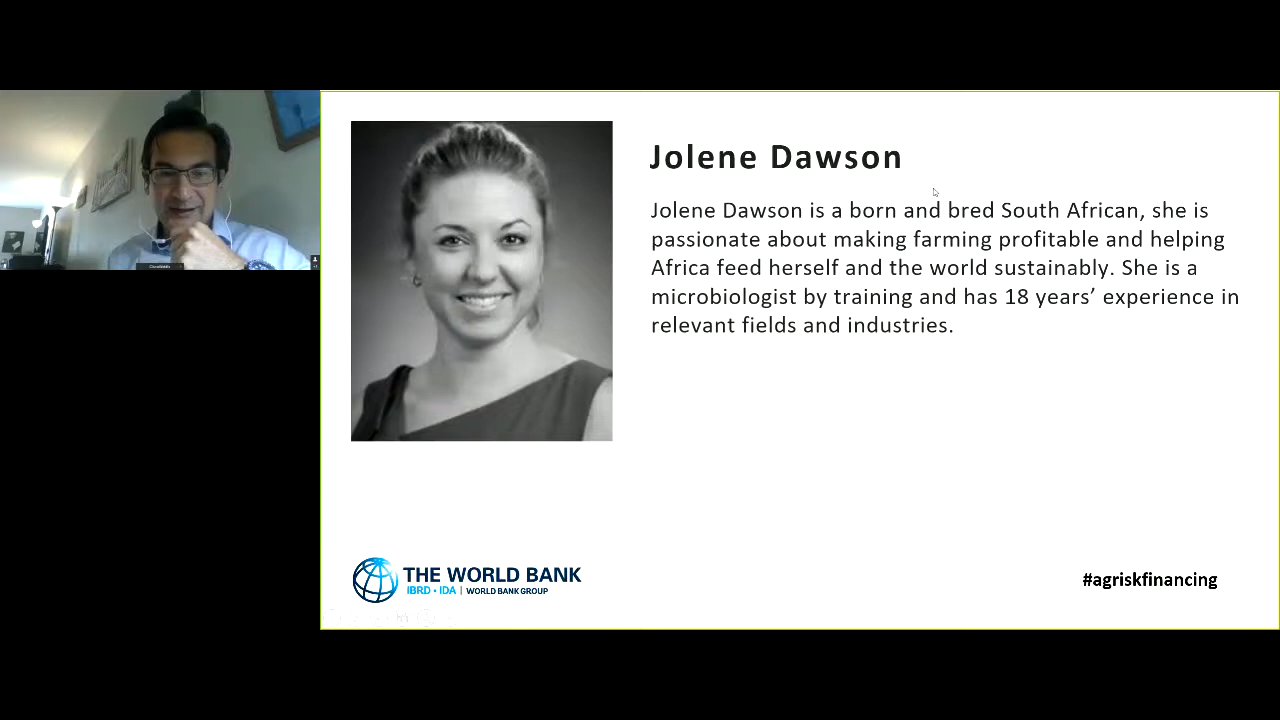 Jolene Dawson
Jolene Dawson is a born and bred South African, she is
passionate about making farming profitable and helping
Africa feed herself and the world sustainably. She is a
microbiologist by training and has 18 years’ experience in
relevant fields and industries.
THE WORLD BANK
IBRD • IDA | WORLD BANK GROUP
#agriskfinancing